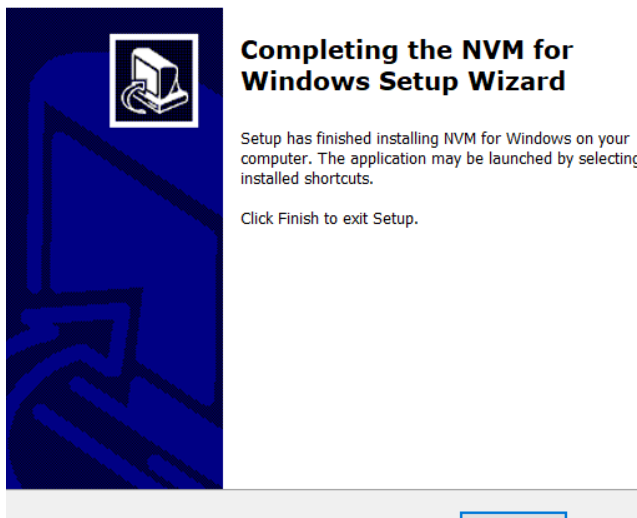 Completing the NVM for
Windows Setup Wizard
Setup has finished installing NVM for Windows on your
computer. The application may be launched by selecting
installed shortcuts.
Click Finish to exit Setup.